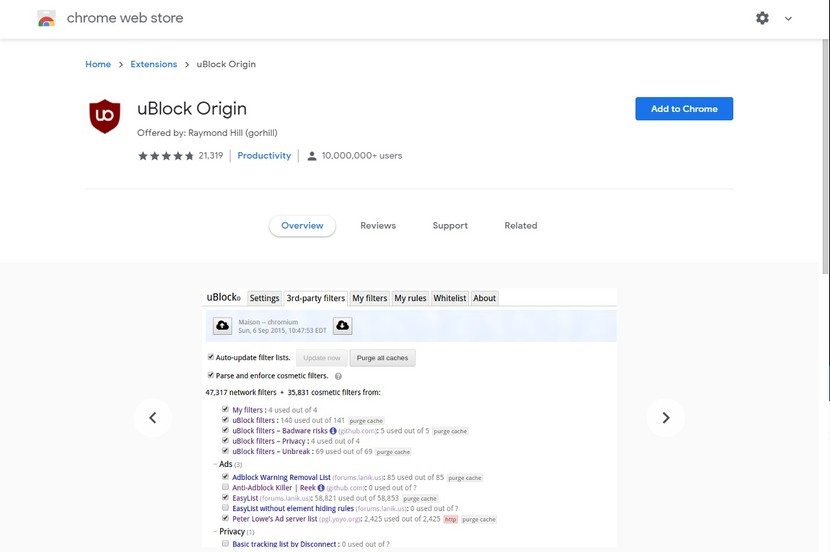 chrome web store
Home > Extensions > uBlock Origin
uBlock Origin
Add to Chrome
Offered by: Raymond Hill (gorhill)
21,319 | Productivity | 10,000,000+ users
Overview Reviews Support Related
uBlock₀ Settings 3rd-party filters My filters My rules Whitelist About
Maison -- chromium
Sun, 6 Sep 2015, 10:47:53 EDT
Auto-update filter lists. Update now Purge all caches
Parse and enforce cosmetic filters.
47,317 network filters + 35,831 cosmetic filters from:
My filters : 4 used out of 4
uBlock filters : 140 used out of 141 purge cache
uBlock filters – Badware risks (github.com): 5 used out of 5 purge cache
uBlock filters – Privacy : 4 used out of 4
uBlock filters – Unbreak : 69 used out of 69 purge cache
Ads (3)
Adblock Warning Removal List (forums.lanik.us): 85 used out of 85 purge cache
Anti-Adblock Killer | Reek (github.com): 0 used out of ?
EasyList (forums.lanik.us): 58,821 used out of 58,853 purge cache
EasyList without element hiding rules (forums.lanik.us): 0 used out of ?
Peter Lowe's Ad server list (pgl.yoyo.org): 2,425 used out of 2,425 http purge cache
Privacy (1)
Basic tracking list by Disconnect : 0 used out of ?